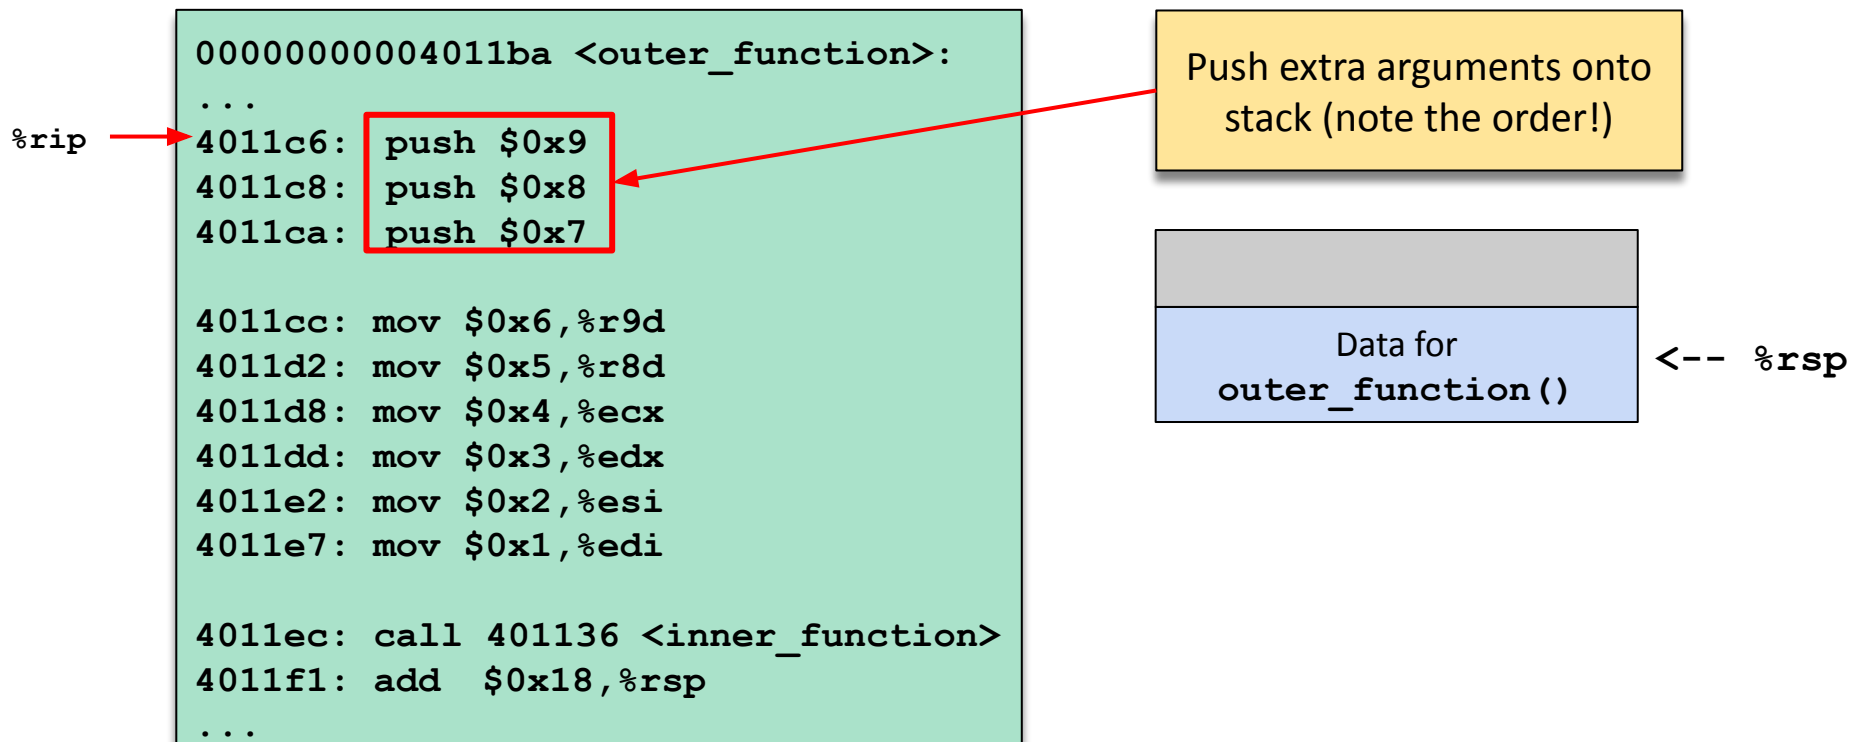 00000000004011ba <outer_function>:
...
%rip
4011c6: push $0x9
4011c8: push $0x8
4011ca: push $0x7
4011cc: mov $0x6,%r9d
4011d2: mov $0x5,%r8d
4011d8: mov $0x4,%ecx
4011dd: mov $0x3,%edx
4011e2: mov $0x2,%esi
4011e7: mov $0x1,%edi
4011ec: call 401136 <inner_function>
4011f1: add $0x18,%rsp
...
Push extra arguments onto
stack (note the order!)
Data for
outer_function()
<-- %rsp